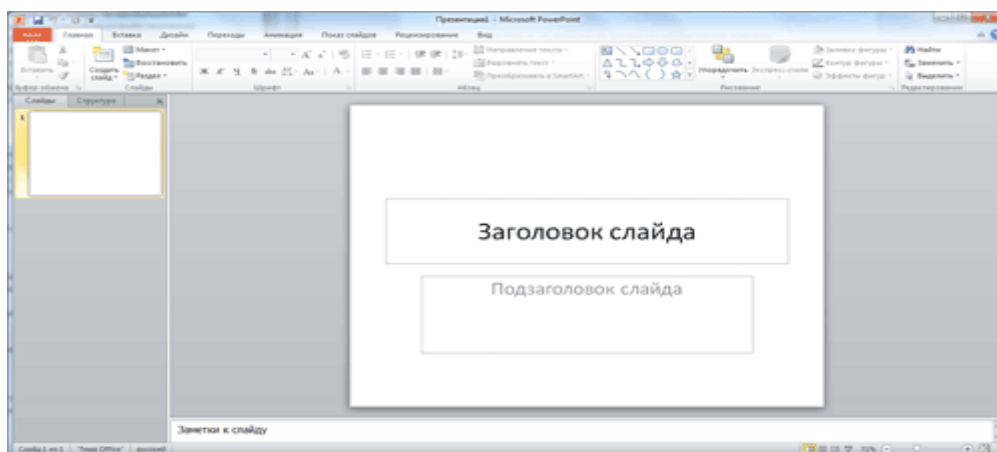 Презентация1 - Microsoft PowerPoint
Файл Главная Вставка Дизайн Переходы Анимация Показ слайдов Рецензирование Вид
Макет Направление текста Заливка фигуры Найти
Восстановить Выровнять текст Контур фигуры Заменить
Вставить Создать слайд Раздел Преобразовать в SmartArt Упорядочить Экспресс-стили Эффекты фигур Выделить
Буфер обмена Слайды Шрифт Абзац Рисование Редактирование
Слайды Структура
1
Заголовок слайда
Подзаголовок слайда
Заметки к слайду
Слайд 1 из 1 "Тема Office" русский 71%